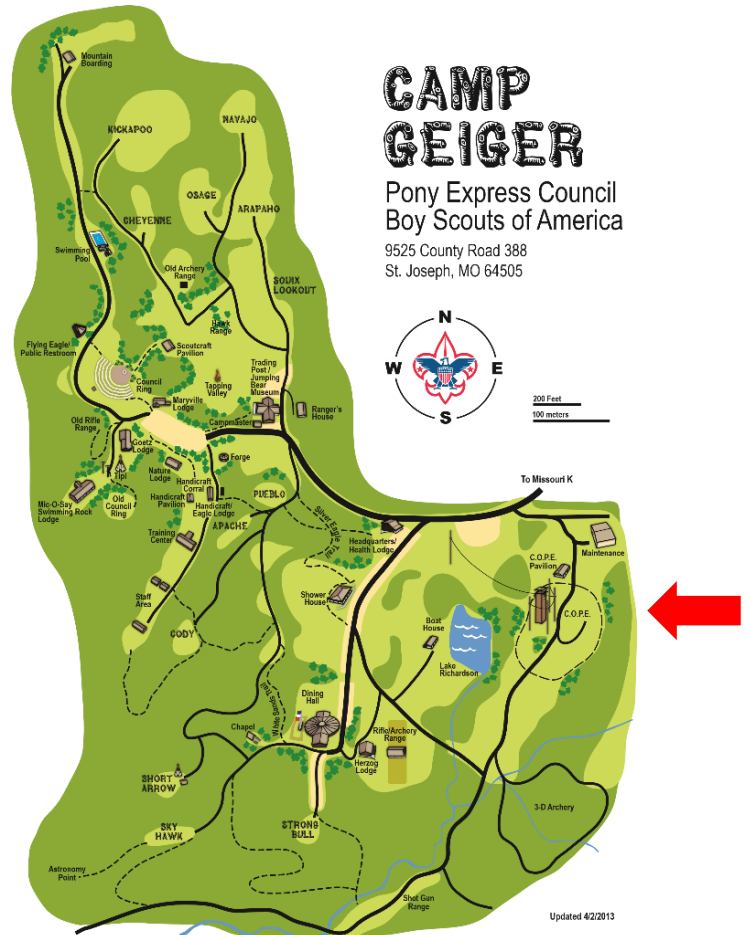 CAMP
GEIGER
Pony Express Council
Boy Scouts of America
9525 County Road 388
St. Joseph, MO 64505
N
W
E
S
200 Feet
100 meters
Mountain
Boarding
KICKAPOO
NAVAJO
OSAGE
ARAPAHO
CHEYENNE
Swimming
Pool
Old Archery
Range
SOUIX
LOOKOUT
Hawk
Range
Flying Eagle/
Public Restroom
Scoutcraft
Pavilion
Council
Ring
Tapping
Valley
Trading
Post /
Jumping
Bear
Museum
Maryville
Lodge
Ranger's
House
Campmaster
Old Rifle
Range
Goetz
Lodge
Tipi
Nature
Lodge
Forge
Mic-O-Say
Swimming Rock
Lodge
Old
Council
Ring
Handicraft
Corral
Handicraft
Pavilion
Handicraft/
Eagle Lodge
PUEBLO
APACHE
Silver Eagle
Trail
To Missouri K
Headquarters/
Health Lodge
Maintenance
Training
Center
C.O.P.E.
Pavilion
Staff
Area
Shower
House
C.O.P.E.
CODY
Boat
House
Lake
Richardson
White Sands Trail
Dining
Hall
Chapel
Rifle/Archery
Range
Herzog
Lodge
SHORT
ARROW
SKY
HAWK
STRONG
BULL
3-D Archery
Astronomy
Point
Shot Gun
Range
Updated 4/2/2013